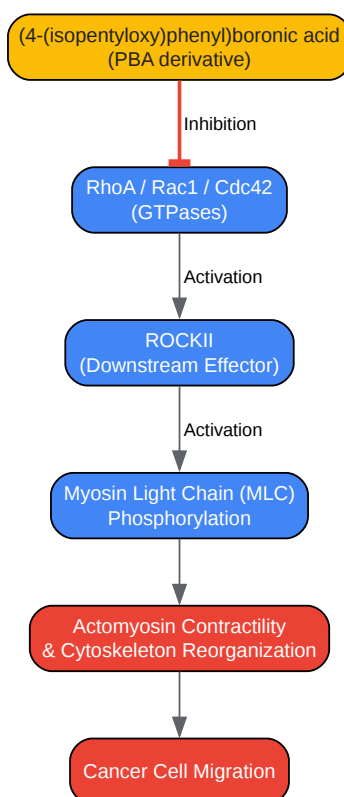 (4-(isopentyloxy)phenyl)boronic acid
(PBA derivative)
Inhibition
RhoA / Rac1 / Cdc42
(GTPases)
Activation
ROCKII
(Downstream Effector)
Activation
Myosin Light Chain (MLC)
Phosphorylation
Actomyosin Contractility
& Cytoskeleton Reorganization
Cancer Cell Migration